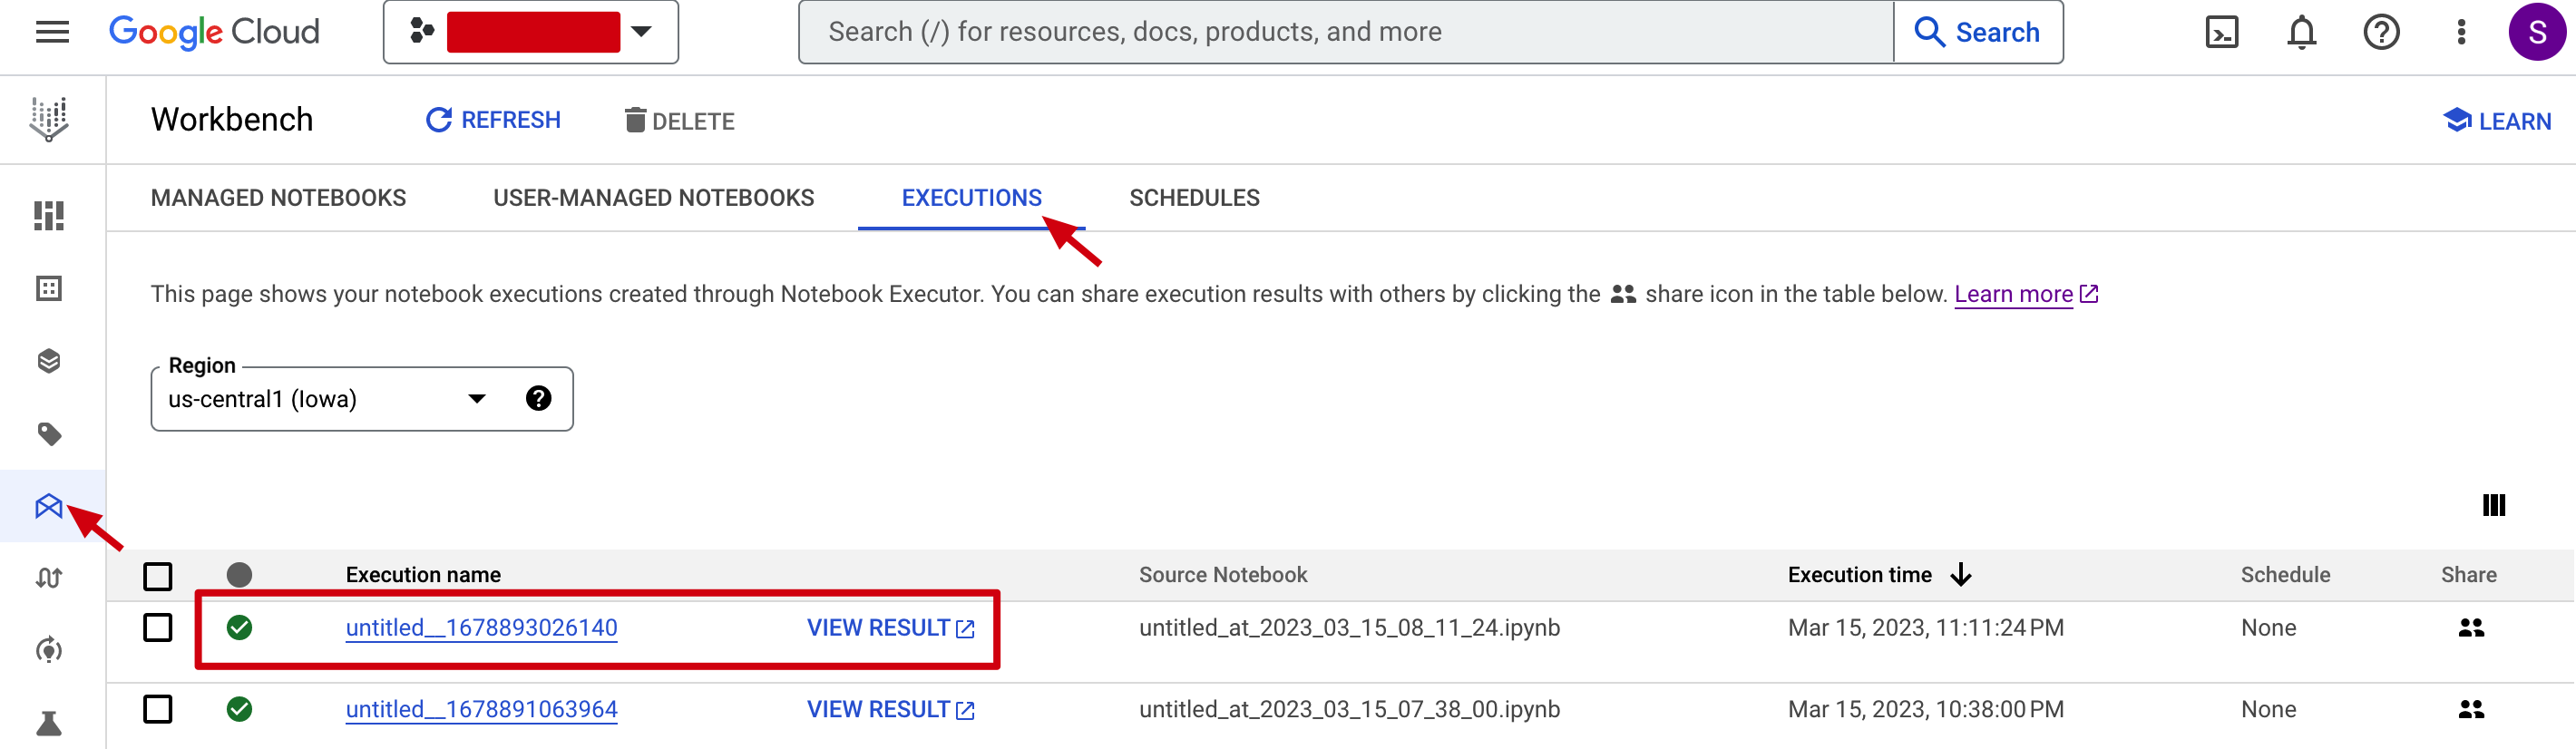 Google Cloud
Search (/) for resources, docs, products, and more
Search
S
Workbench
REFRESH
DELETE
LEARN
MANAGED NOTEBOOKS
USER-MANAGED NOTEBOOKS
EXECUTIONS
SCHEDULES
This page shows your notebook executions created through Notebook Executor. You can share execution results with others by clicking the share icon in the table below. Learn more
Region
us-central1 (Iowa)
Execution name Source Notebook Execution time Schedule Share
untitled__1678893026140 VIEW RESULT untitled_at_2023_03_15_08_11_24.ipynb Mar 15, 2023, 11:11:24 PM None
untitled__1678891063964 VIEW RESULT untitled_at_2023_03_15_07_38_00.ipynb Mar 15, 2023, 10:38:00 PM None